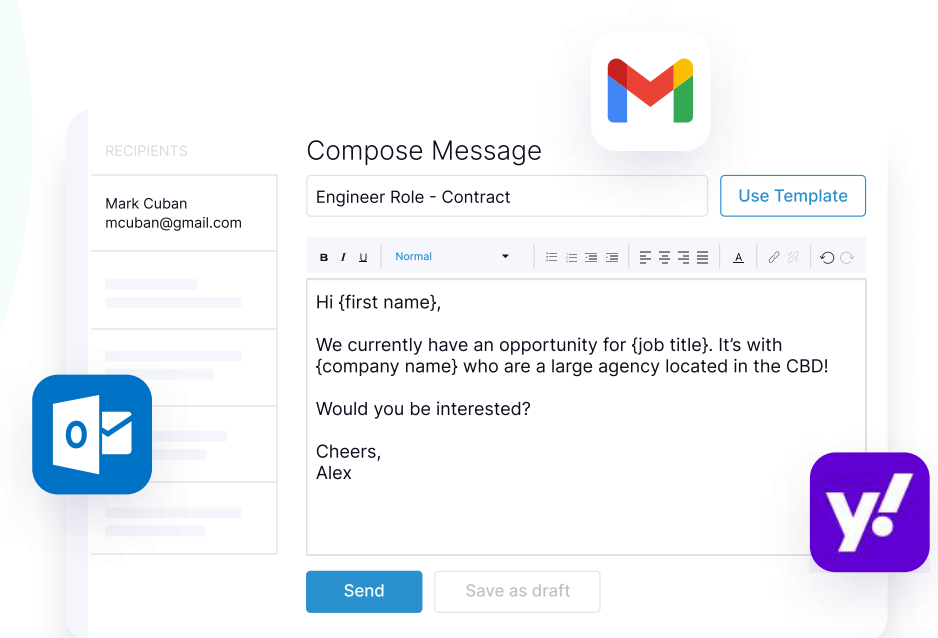 RECIPIENTS
Mark Cuban
mcuban@gmail.com
Compose Message
Engineer Role - Contract
Use Template
B I U
Normal
A
Hi {first name},
We currently have an opportunity for {job title}. It’s with
{company name} who are a large agency located in the CBD!
Would you be interested?
Cheers,
Alex
Send
Save as draft
O
y!